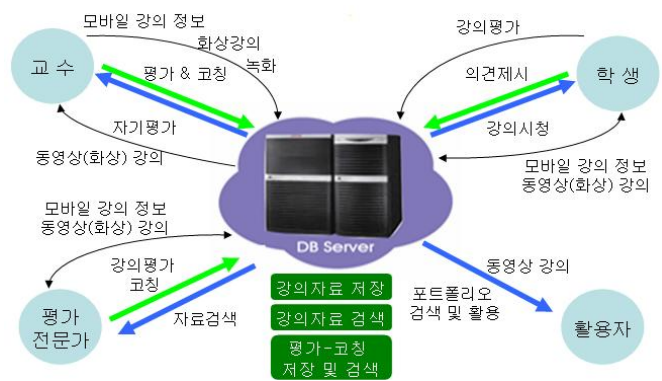 모바일 강의 정보
화상강의
녹화
강의평가
교 수
평가 & 코칭
의견제시
학 생
자기평가
강의시청
동영상(화상) 강의
모바일 강의 정보
동영상(화상) 강의
모바일 강의 정보
동영상(화상) 강의
DB Server
강의평가
코칭
동영상 강의
강의자료 저장
포트폴리오
검색 및 활용
평가
전문가
자료검색
강의자료 검색
활용자
평가-코칭
저장 및 검색